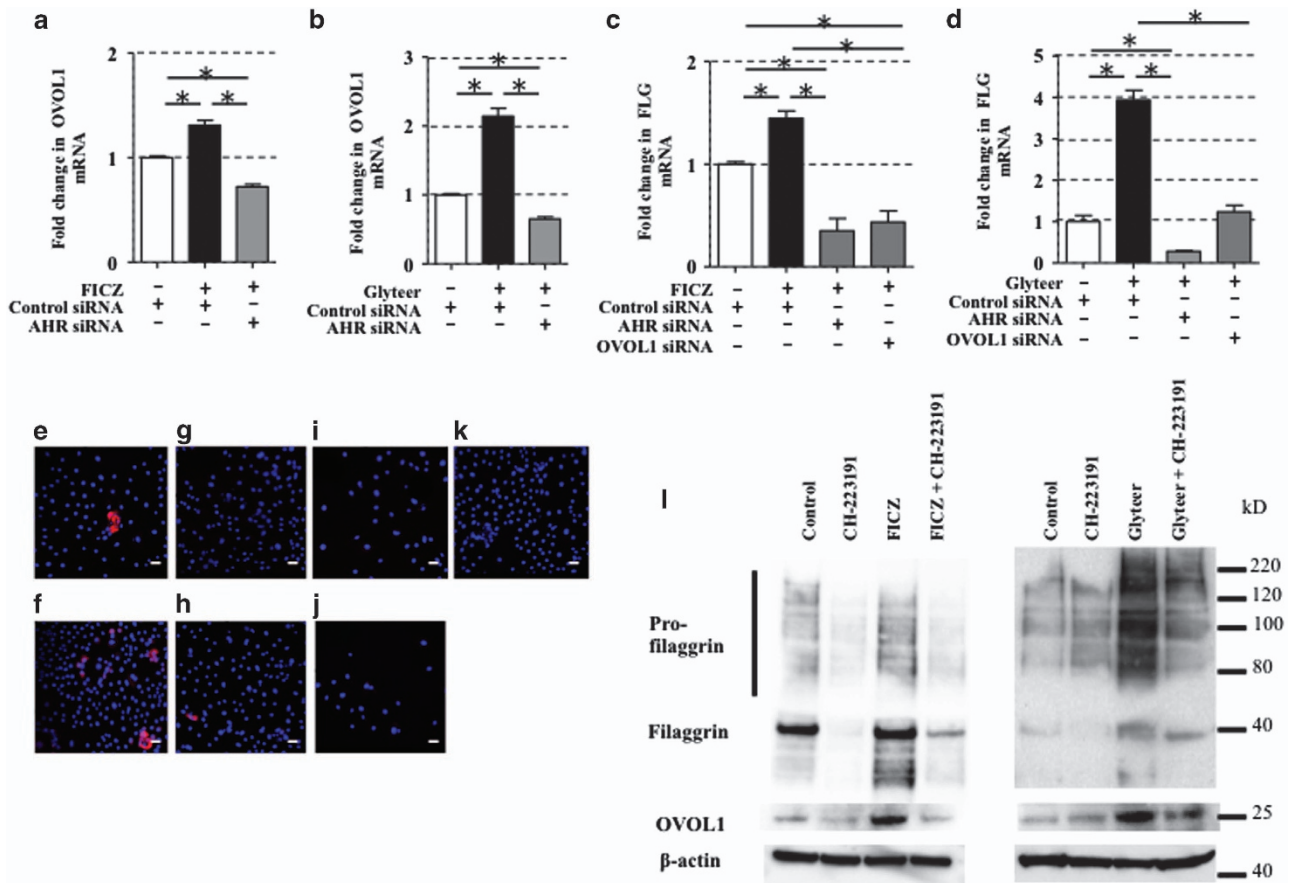 a
Fold change in OVOL1
mRNA
2
1
0
* * *
FICZ - + +
Control siRNA + + -
AHR siRNA - - +
b
Fold change in OVOL1
mRNA
3
2
1
0
* * *
Glyteer - + +
Control siRNA + + -
AHR siRNA - - +
c
Fold change in FLG
mRNA
2
1
0
* * * * *
FICZ - + + +
Control siRNA + + - -
AHR siRNA - - + -
OVOL1 siRNA - - - +
d
Fold change in FLG
mRNA
5
4
3
2
1
0
* * * *
Glyteer - + + +
Control siRNA + + - -
AHR siRNA - - + -
OVOL1 siRNA - - - +
e
g
i
k
f
h
j
l
Control
CH-223191
FICZ
FICZ + CH-223191
Control
CH-223191
Glyteer
Glyteer + CH-223191
kD
Pro-
filaggrin
Filaggrin
OVOL1
β-actin
220
120
100
80
40
25
40